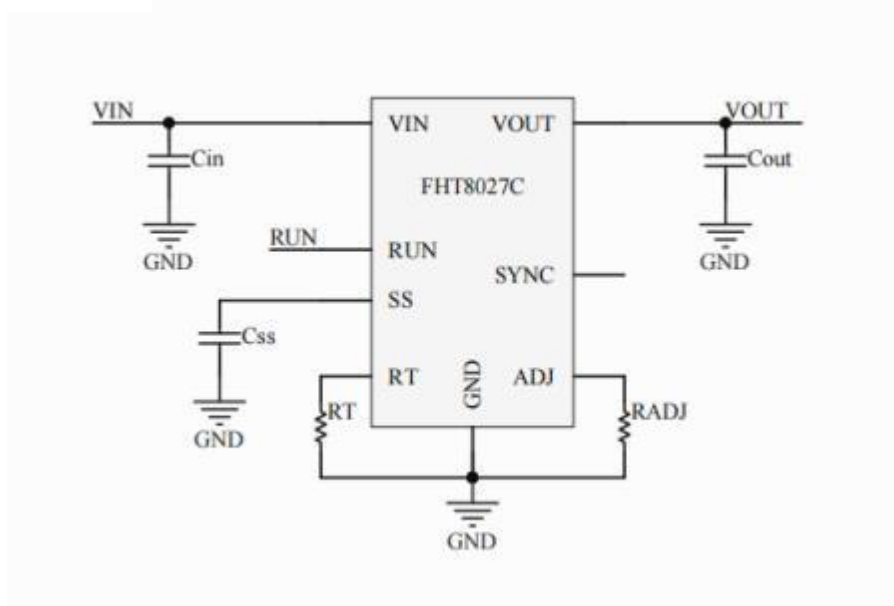 VIN
VOUT
VIN
VOUT
Cin
Cout
FHT8027C
GND
RUN
RUN
GND
SYNC
SS
Css
RT
GND
ADJ
RT
RADJ
GND
GND